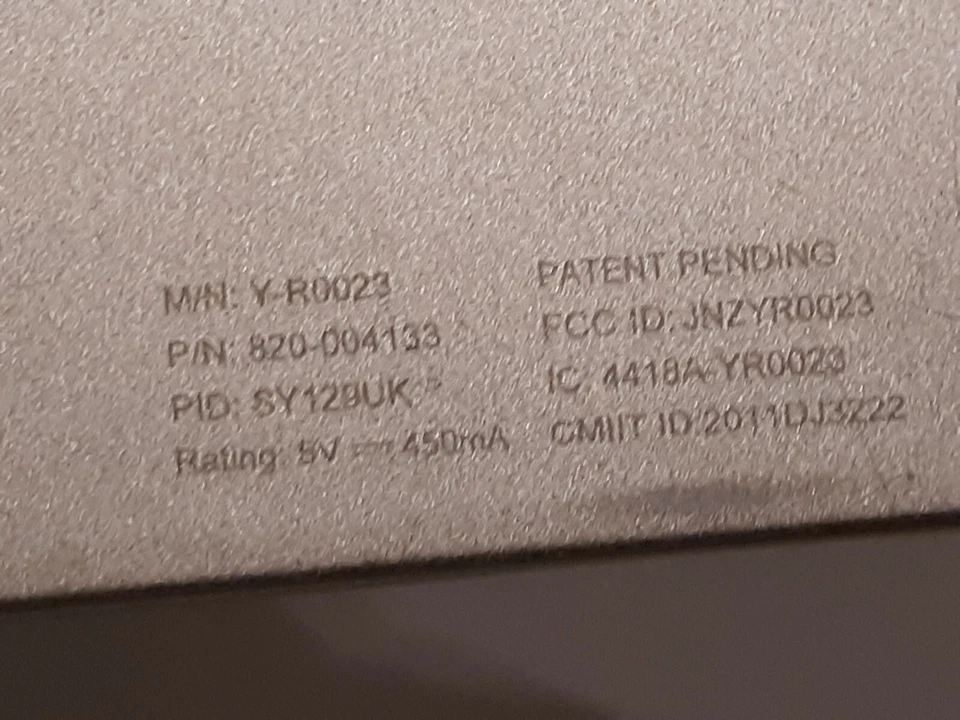 M/N: Y-R0023
P/N: 820-004133
PID: SY129UK
Rating: 5V ⎓ 450mA
PATENT PENDING
FCC ID: JNZYR0023
IC: 4418A-YR0023
CMIIT ID:2011DJ3222